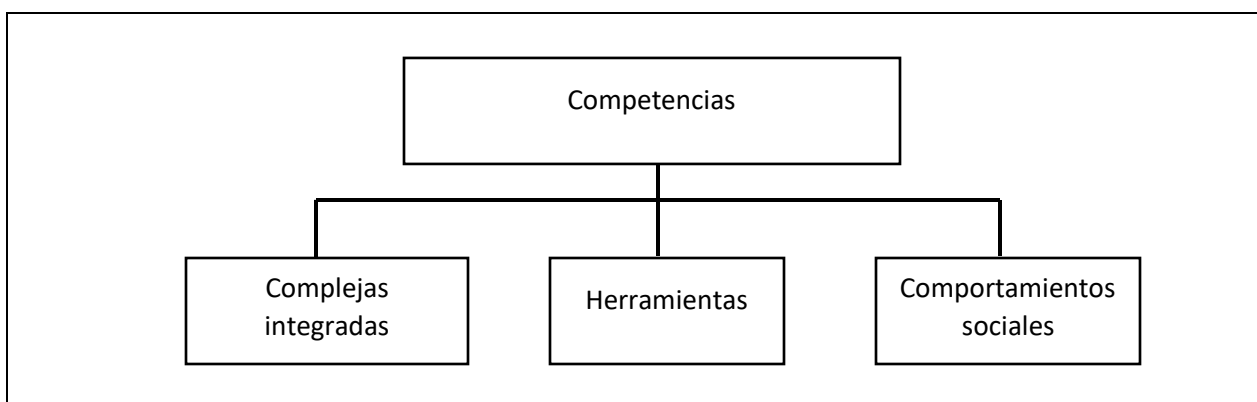 Competencias
Complejas
integradas
Herramientas
Comportamientos
sociales